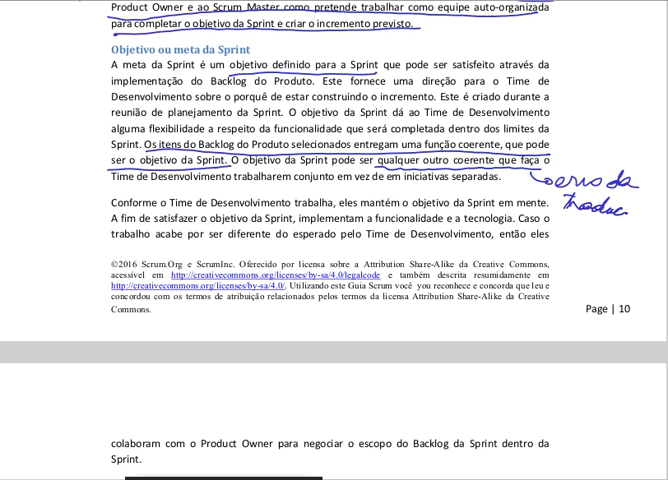 Product Owner e ao Scrum Master como pretende trabalhar como equipe auto-organizada
para completar o objetivo da Sprint e criar o incremento previsto.
Objetivo ou meta da Sprint
A meta da Sprint é um objetivo definido para a Sprint que pode ser satisfeito através da
implementação do Backlog do Produto. Este fornece uma direção para o Time de
Desenvolvimento sobre o porquê de estar construindo o incremento. Este é criado durante a
reunião de planejamento da Sprint. O objetivo da Sprint dá ao Time de Desenvolvimento
alguma flexibilidade a respeito da funcionalidade que será completada dentro dos limites da
Sprint. Os itens do Backlog do Produto selecionados entregam uma função coerente, que pode
ser o objetivo da Sprint. O objetivo da Sprint pode ser qualquer outro coerente que faça o
Time de Desenvolvimento trabalharem conjunto em vez de em iniciativas separadas.
da
Conforme o Time de Desenvolvimento trabalha, eles mantém o objetivo da Sprint em mente.
A fim de satisfazer o objetivo da Sprint, implementam a funcionalidade e a tecnologia. Caso o
trabalho acabe por ser diferente do esperado pelo Time de Desenvolvimento, então eles
©2016 Scrum.Org e ScrumInc. Oferecido por licensa sobre a Attribution Share-Alike da Creative Commons,
acessível em http://creativecommons.org/licenses/by-sa/4.0/legalcode e também descrita resumidamente em
http://creativecommons.org/licenses/by-sa/4.0/. Utilizando este Guia Scrum você you reconhece e concorda que leu e
concordou com os termos de atribuição relacionados pelos termos da licensa Attribution Share-Alike da Creative
Commons.
Page | 10
colaboram com o Product Owner para negociar o escopo do Backlog da Sprint dentro da
Sprint.